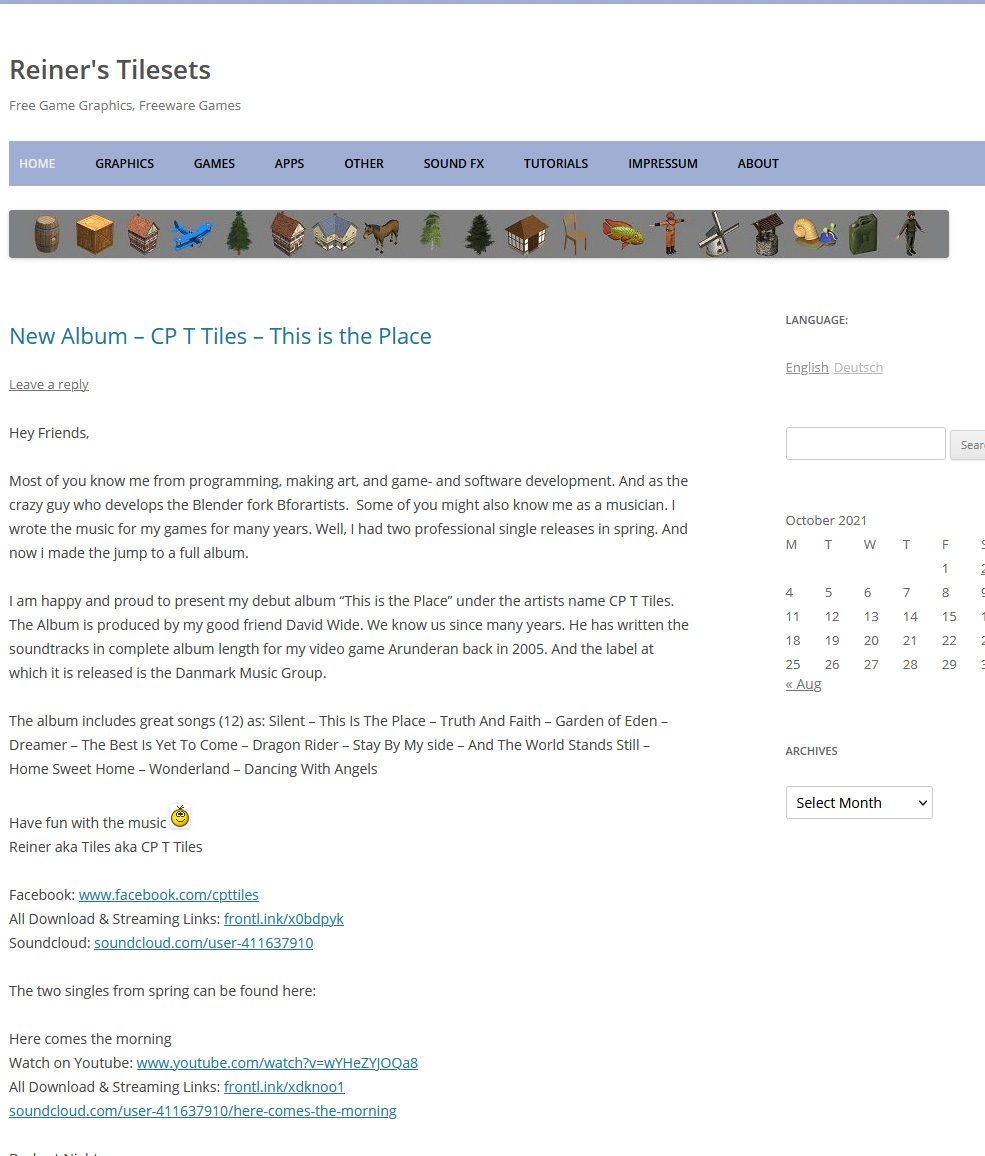 Reiner's Tilesets
Free Game Graphics, Freeware Games
HOME GRAPHICS GAMES APPS OTHER SOUND FX TUTORIALS IMPRESSUM ABOUT
New Album – CP T Tiles – This is the Place
Leave a reply
Hey Friends,
Most of you know me from programming, making art, and game- and software development. And as the
crazy guy who develops the Blender fork Bforartists.  Some of you might also know me as a musician. I
wrote the music for my games for many years. Well, I had two professional single releases in spring. And
now i made the jump to a full album.
I am happy and proud to present my debut album “This is the Place” under the artists name CP T Tiles.
The Album is produced by my good friend David Wide. We know us since many years. He has written the
soundtracks in complete album length for my video game Arunderan back in 2005. And the label at
which it is released is the Danmark Music Group.
The album includes great songs (12) as: Silent – This Is The Place – Truth And Faith – Garden of Eden –
Dreamer – The Best Is Yet To Come – Dragon Rider – Stay By My side – And The World Stands Still –
Home Sweet Home – Wonderland – Dancing With Angels
Have fun with the music
Reiner aka Tiles aka CP T Tiles
Facebook: www.facebook.com/cpttiles
All Download & Streaming Links: frontl.ink/x0bdpyk
Soundcloud: soundcloud.com/user-411637910
The two singles from spring can be found here:
Here comes the morning
Watch on Youtube: www.youtube.com/watch?v=wYHeZYJOQa8
All Download & Streaming Links: frontl.ink/xdknoo1
soundcloud.com/user-411637910/here-comes-the-morning
LANGUAGE:
English Deutsch
October 2021
M T W T F
1
4 5 6 7 8
11 12 13 14 15
18 19 20 21 22
25 26 27 28 29
« Aug
ARCHIVES
Select Month